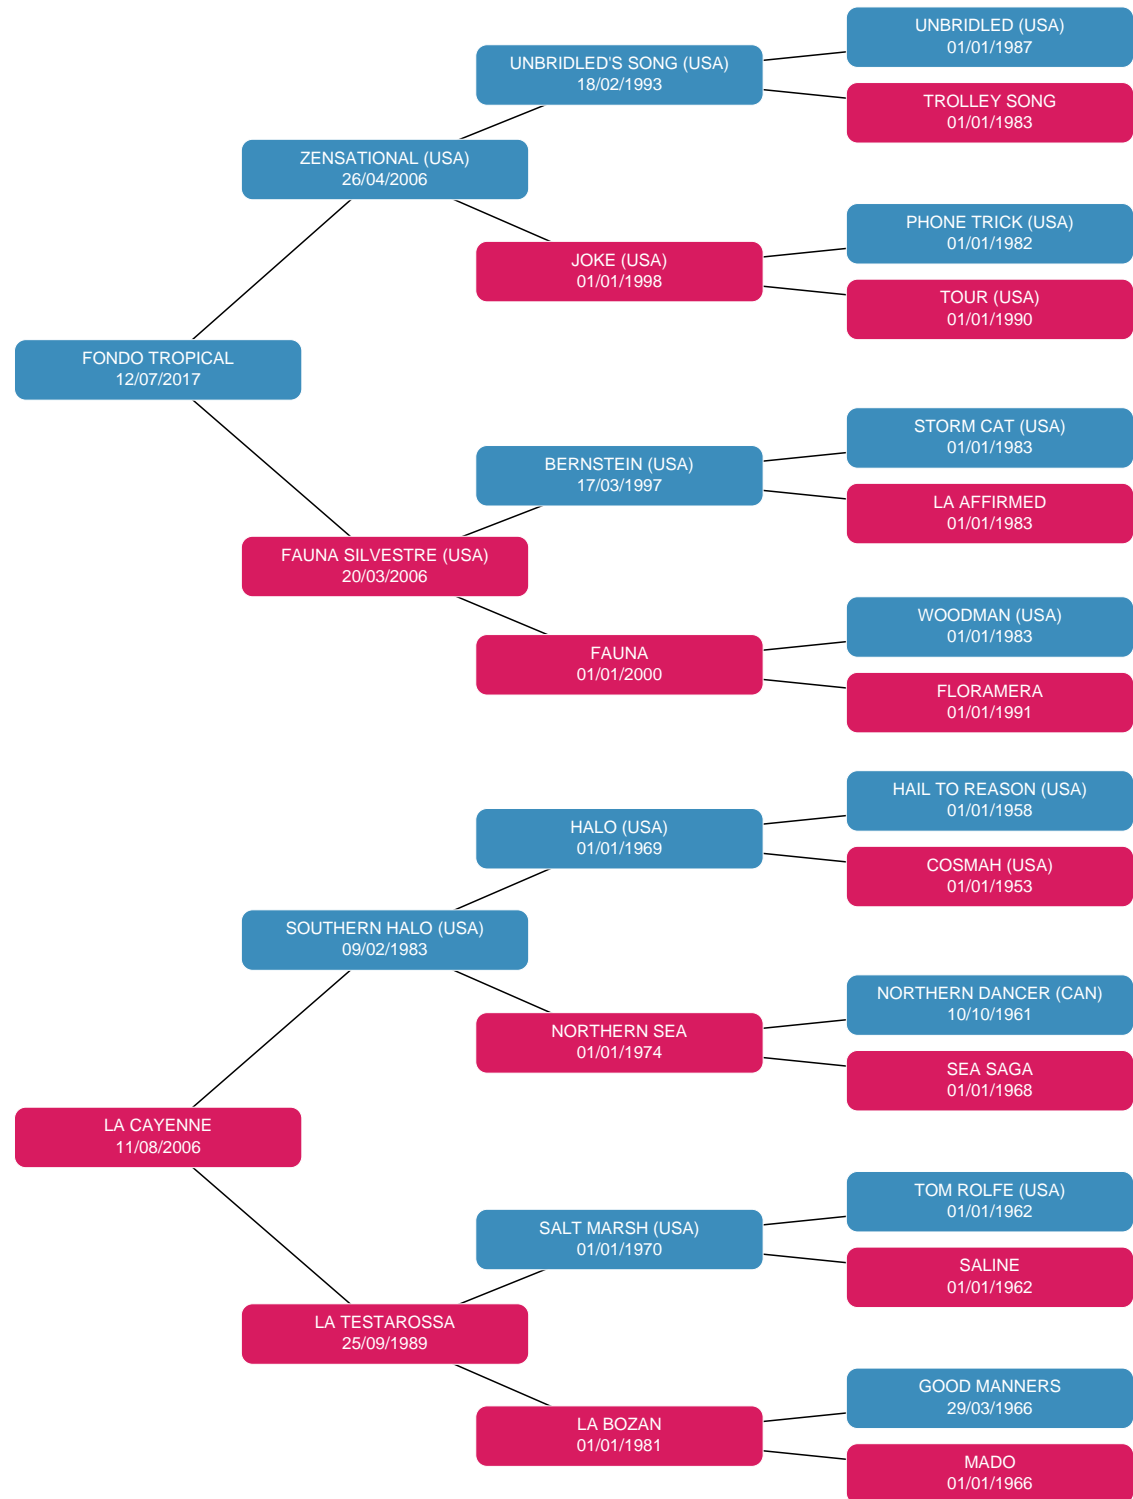 UNBRIDLED (USA)
01/01/1987
UNBRIDLED'S SONG (USA)
18/02/1993
TROLLEY SONG
01/01/1983
ZENSATIONAL (USA)
26/04/2006
PHONE TRICK (USA)
01/01/1982
JOKE (USA)
01/01/1998
TOUR (USA)
01/01/1990
FONDO TROPICAL
12/07/2017
STORM CAT (USA)
01/01/1983
BERNSTEIN (USA)
17/03/1997
LA AFFIRMED
01/01/1983
FAUNA SILVESTRE (USA)
20/03/2006
WOODMAN (USA)
01/01/1983
FAUNA
01/01/2000
FLORAMERA
01/01/1991
HAIL TO REASON (USA)
01/01/1958
HALO (USA)
01/01/1969
COSMAH (USA)
01/01/1953
SOUTHERN HALO (USA)
09/02/1983
NORTHERN DANCER (CAN)
10/10/1961
NORTHERN SEA
01/01/1974
SEA SAGA
01/01/1968
LA CAYENNE
11/08/2006
TOM ROLFE (USA)
01/01/1962
SALT MARSH (USA)
01/01/1970
SALINE
01/01/1962
LA TESTAROSSA
25/09/1989
GOOD MANNERS
29/03/1966
LA BOZAN
01/01/1981
MADO
01/01/1966